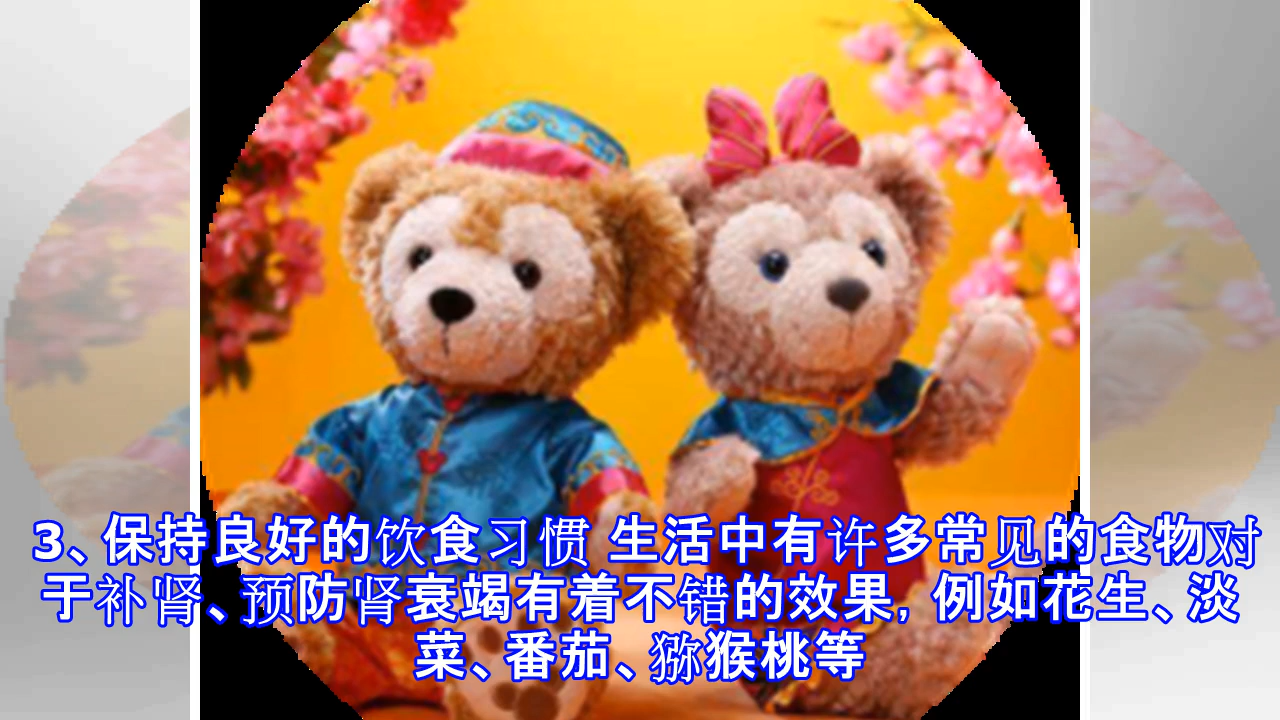 3、保持良好的饮食习惯 生活中有许多常见的食物对
于补肾、预防肾衰竭有着不错的效果, 例如花生、淡
菜、番茄、猕猴桃等